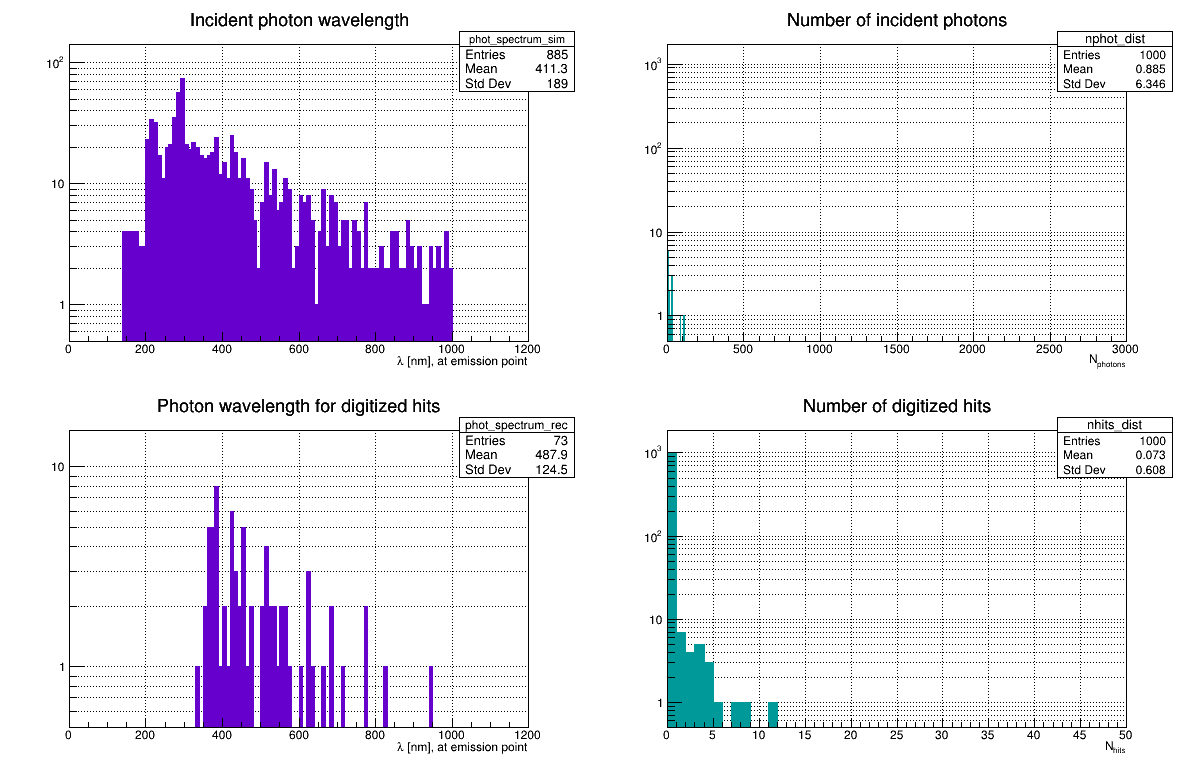 Incident photon wavelength
phot_spectrum_sim
Entries 885
Mean 411.3
Std Dev 189
10²
10
1
0 200 400 600 800 1000 1200
λ [nm], at emission point
Number of incident photons
nphot_dist
Entries 1000
Mean 0.885
Std Dev 6.346
10³
10²
10
1
0 500 1000 1500 2000 2500 3000
N_photons
Photon wavelength for digitized hits
phot_spectrum_rec
Entries 73
Mean 487.9
Std Dev 124.5
10
1
0 200 400 600 800 1000 1200
λ [nm], at emission point
Number of digitized hits
nhits_dist
Entries 1000
Mean 0.073
Std Dev 0.608
10³
10²
10
1
0 5 10 15 20 25 30 35 40 45 50
N_hits